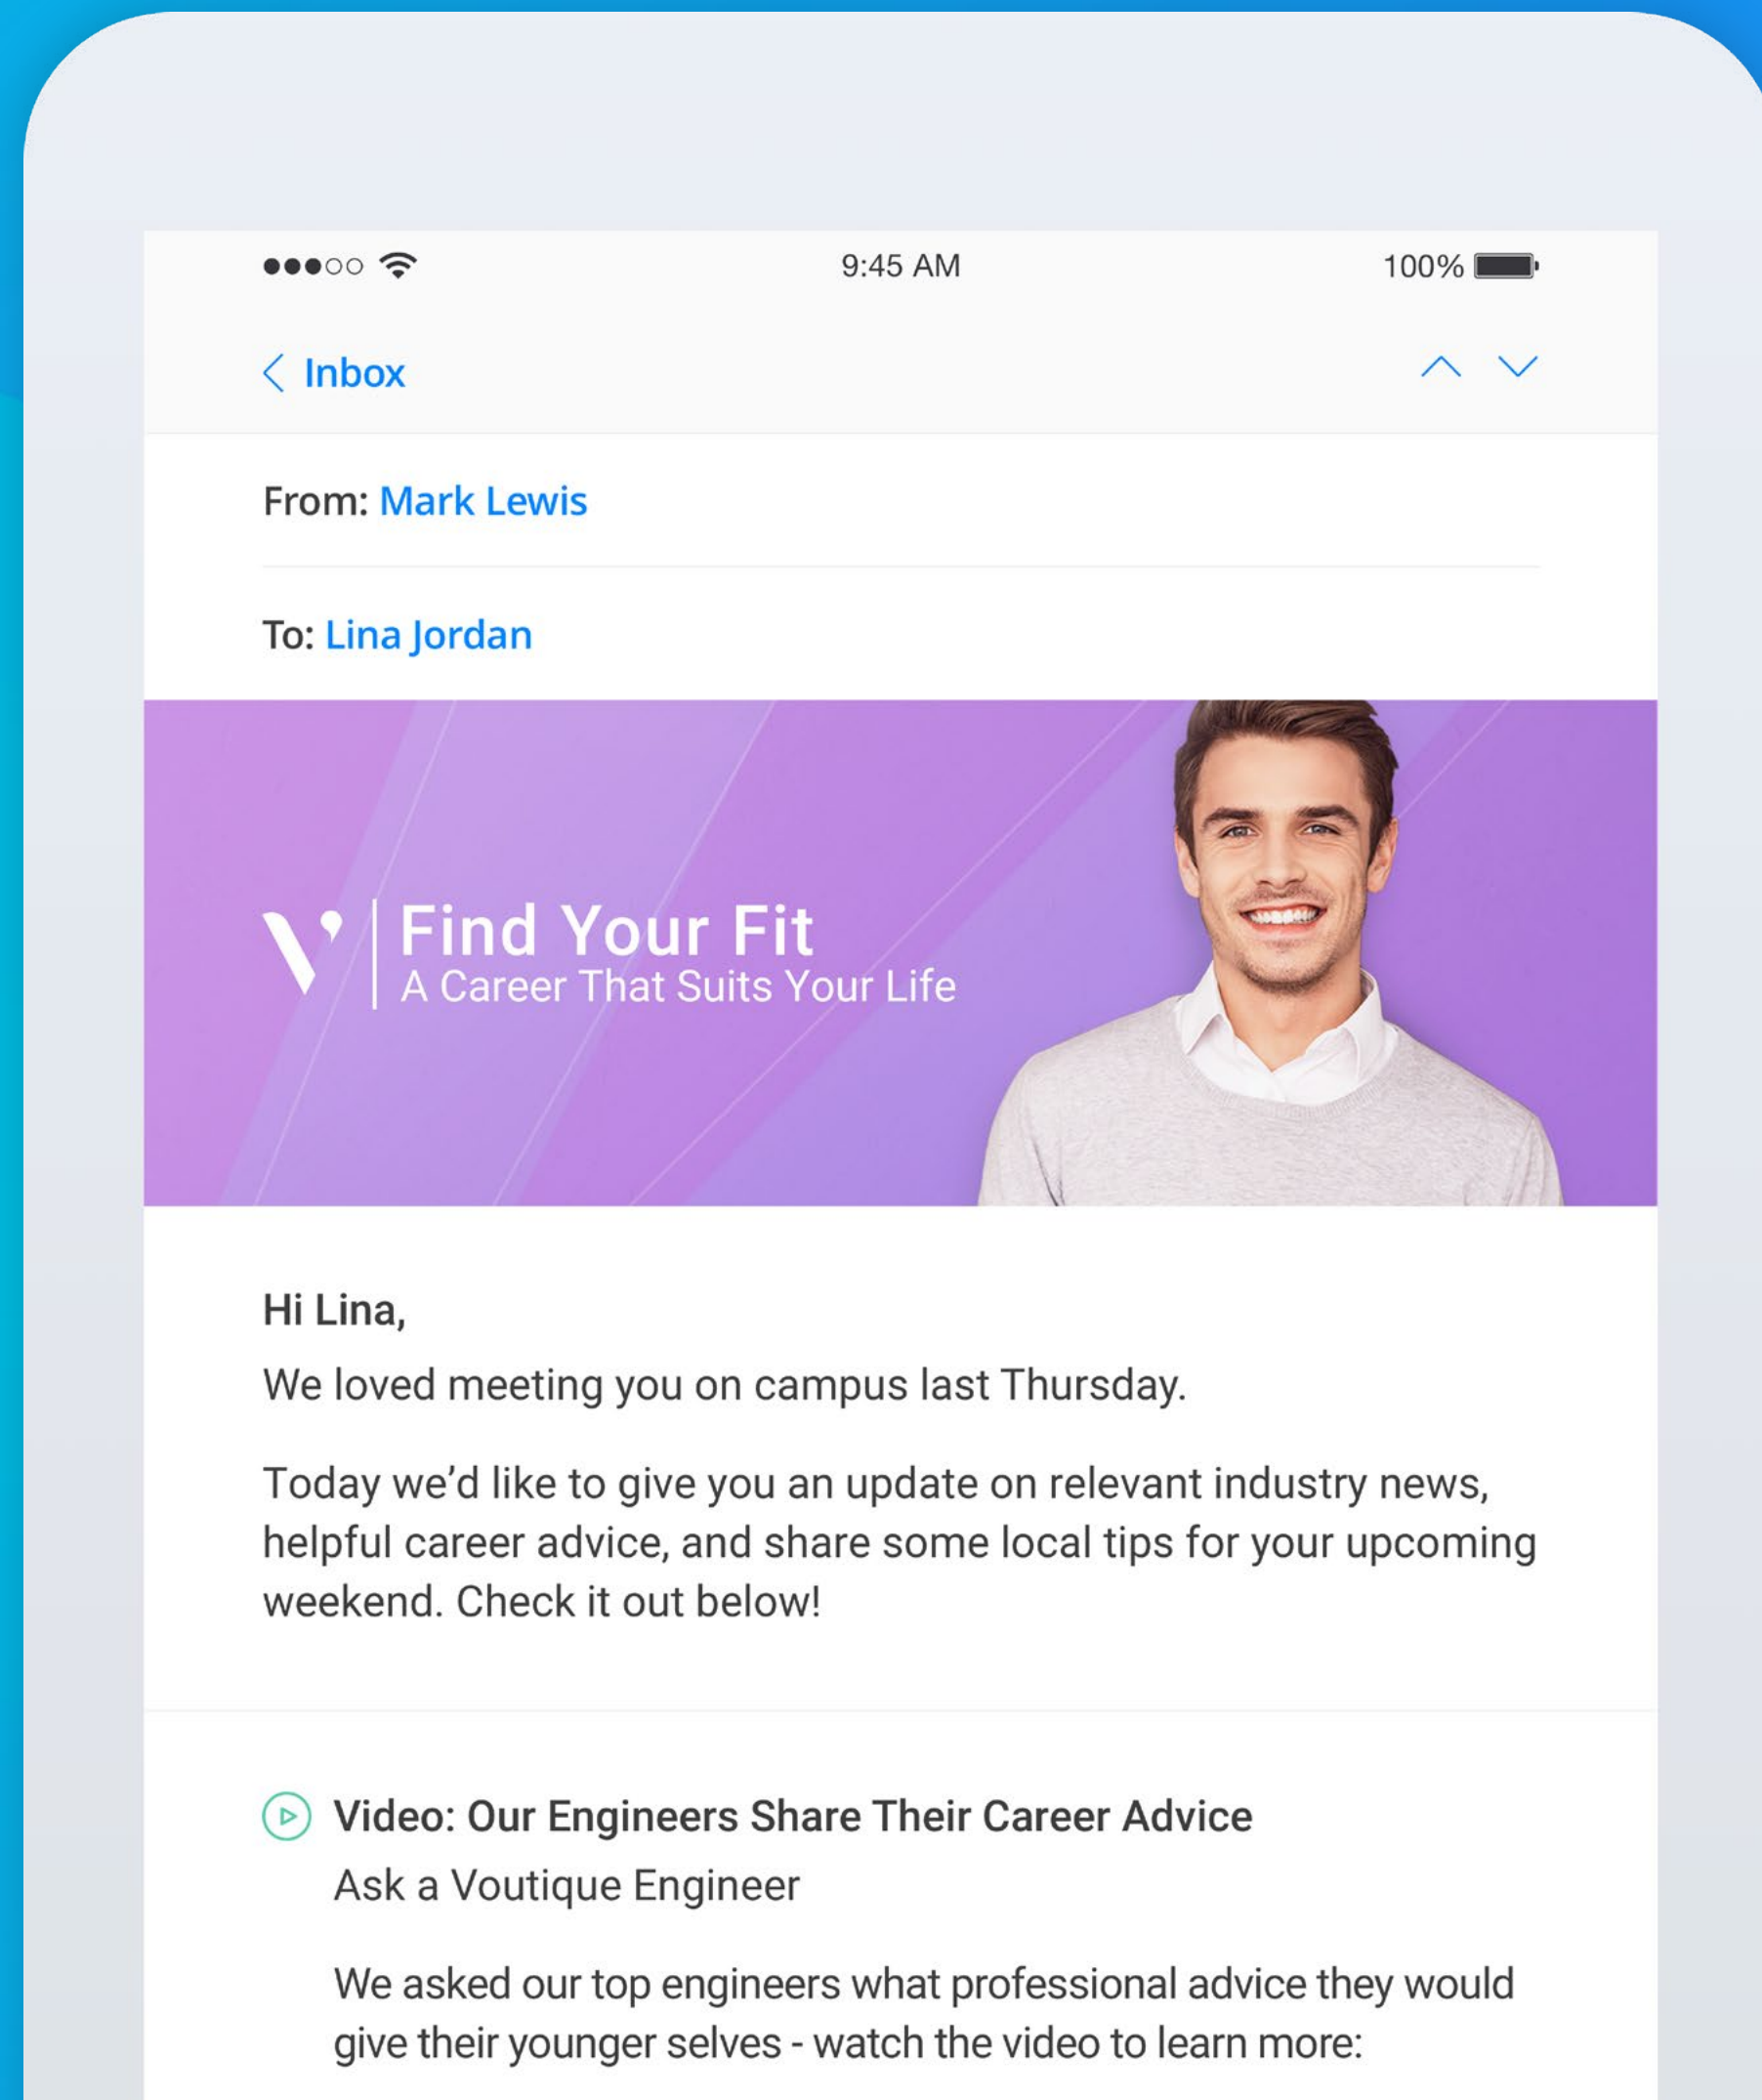 9:45 AM
100%
Inbox
From: Mark Lewis
To: Lina Jordan
Find Your Fit
A Career That Suits Your Life
Hi Lina,
We loved meeting you on campus last Thursday.
Today we’d like to give you an update on relevant industry news,
helpful career advice, and share some local tips for your upcoming
weekend. Check it out below!
Video: Our Engineers Share Their Career Advice
Ask a Voutique Engineer
We asked our top engineers what professional advice they would
give their younger selves - watch the video to learn more: